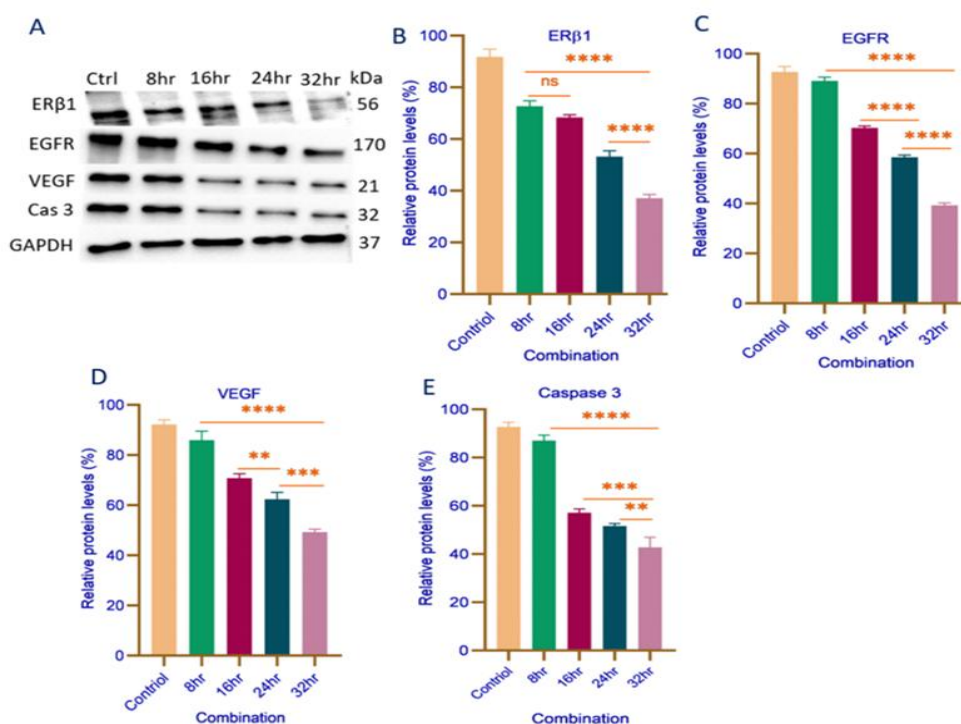 A
Ctrl 8hr 16hr 24hr 32hr kDa
ERβ1 56
EGFR 170
VEGF 21
Cas 3 32
GAPDH 37
B
ERβ1
Relative protein levels (%)
100
80
60
40
20
0
ns
****
****
Contriol
8hr
16hr
24hr
32hr
Combination
C
EGFR
Relative protein levels (%)
100
80
60
40
20
0
****
****
****
Contriol
8hr
16hr
24hr
32hr
Combination
D
VEGF
Relative protein levels (%)
100
80
60
40
20
0
****
**
***
Contriol
8hr
16hr
24hr
32hr
Combination
E
Caspase 3
Relative protein levels (%)
100
80
60
40
20
0
****
***
**
Contriol
8hr
16hr
24hr
32hr
Combination